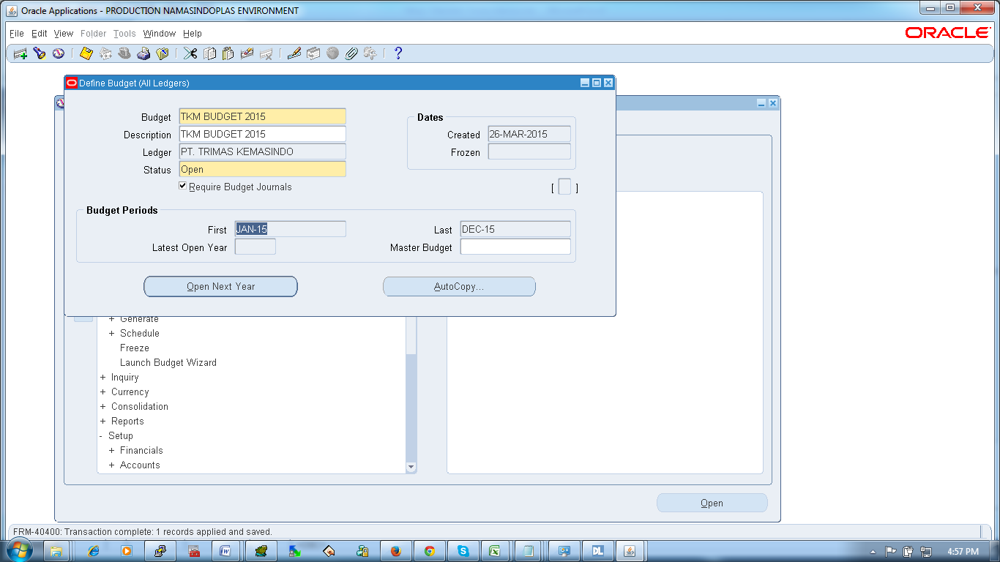 Oracle Applications - PRODUCTION NAMASINDOPLAS ENVIRONMENT
File Edit View Folder Tools Window Help
ORACLE
Define Budget (All Ledgers)
Budget TKM BUDGET 2015
Description TKM BUDGET 2015
Ledger PT. TRIMAS KEMASINDO
Status Open
Require Budget Journals
Dates
Created 26-MAR-2015
Frozen
[ ]
Budget Periods
First JAN-15 Last DEC-15
Latest Open Year Master Budget
Open Next Year AutoCopy...
+ Generate
+ Schedule
Freeze
Launch Budget Wizard
+ Inquiry
+ Currency
+ Consolidation
+ Reports
- Setup
+ Financials
+ Accounts
Open
FRM-40400: Transaction complete: 1 records applied and saved.
DL
4:57 PM